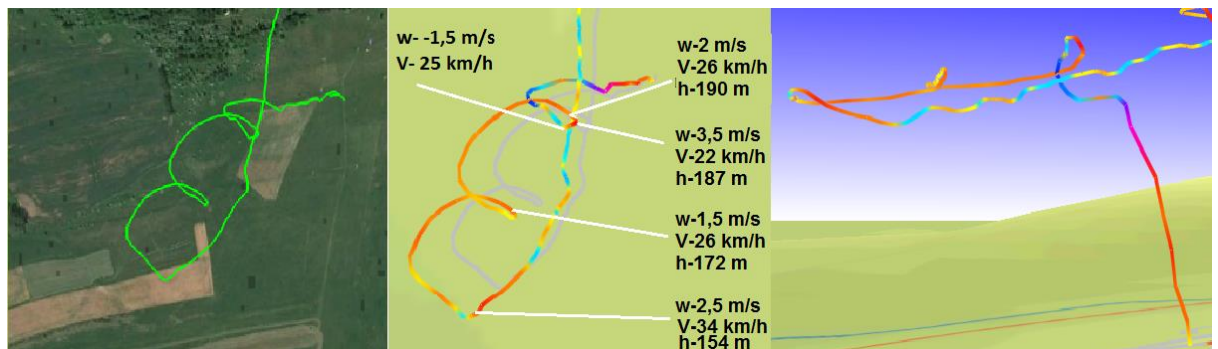 w- -1,5 m/s
V- 25 km/h
w-2 m/s
V-26 km/h
h-190 m
w-3,5 m/s
V-22 km/h
h-187 m
w-1,5 m/s
V-26 km/h
h-172 m
w-2,5 m/s
V-34 km/h
h-154 m